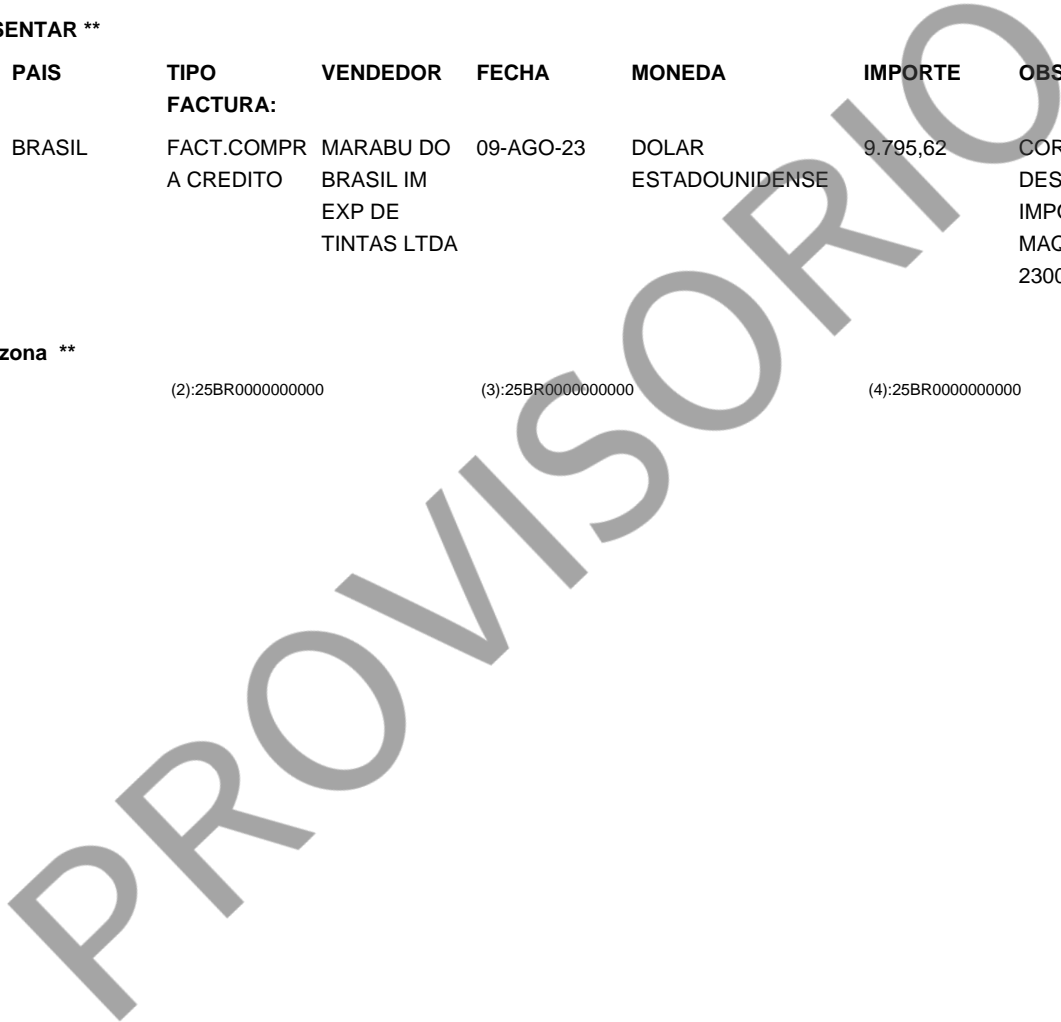 SENTAR **
PAIS TIPO FACTURA: VENDEDOR FECHA MONEDA IMPORTE OBS
BRASIL FACT.COMPR MARABU DO 09-AGO-23 DOLAR 9.795,62 COR
A CREDITO BRASIL IM ESTADOUNIDENSE DES
EXP DE IMPO
TINTAS LTDA MAQ
2300
zona **
(2):25BR0000000000 (3):25BR0000000000 (4):25BR0000000000
PROVISORIO